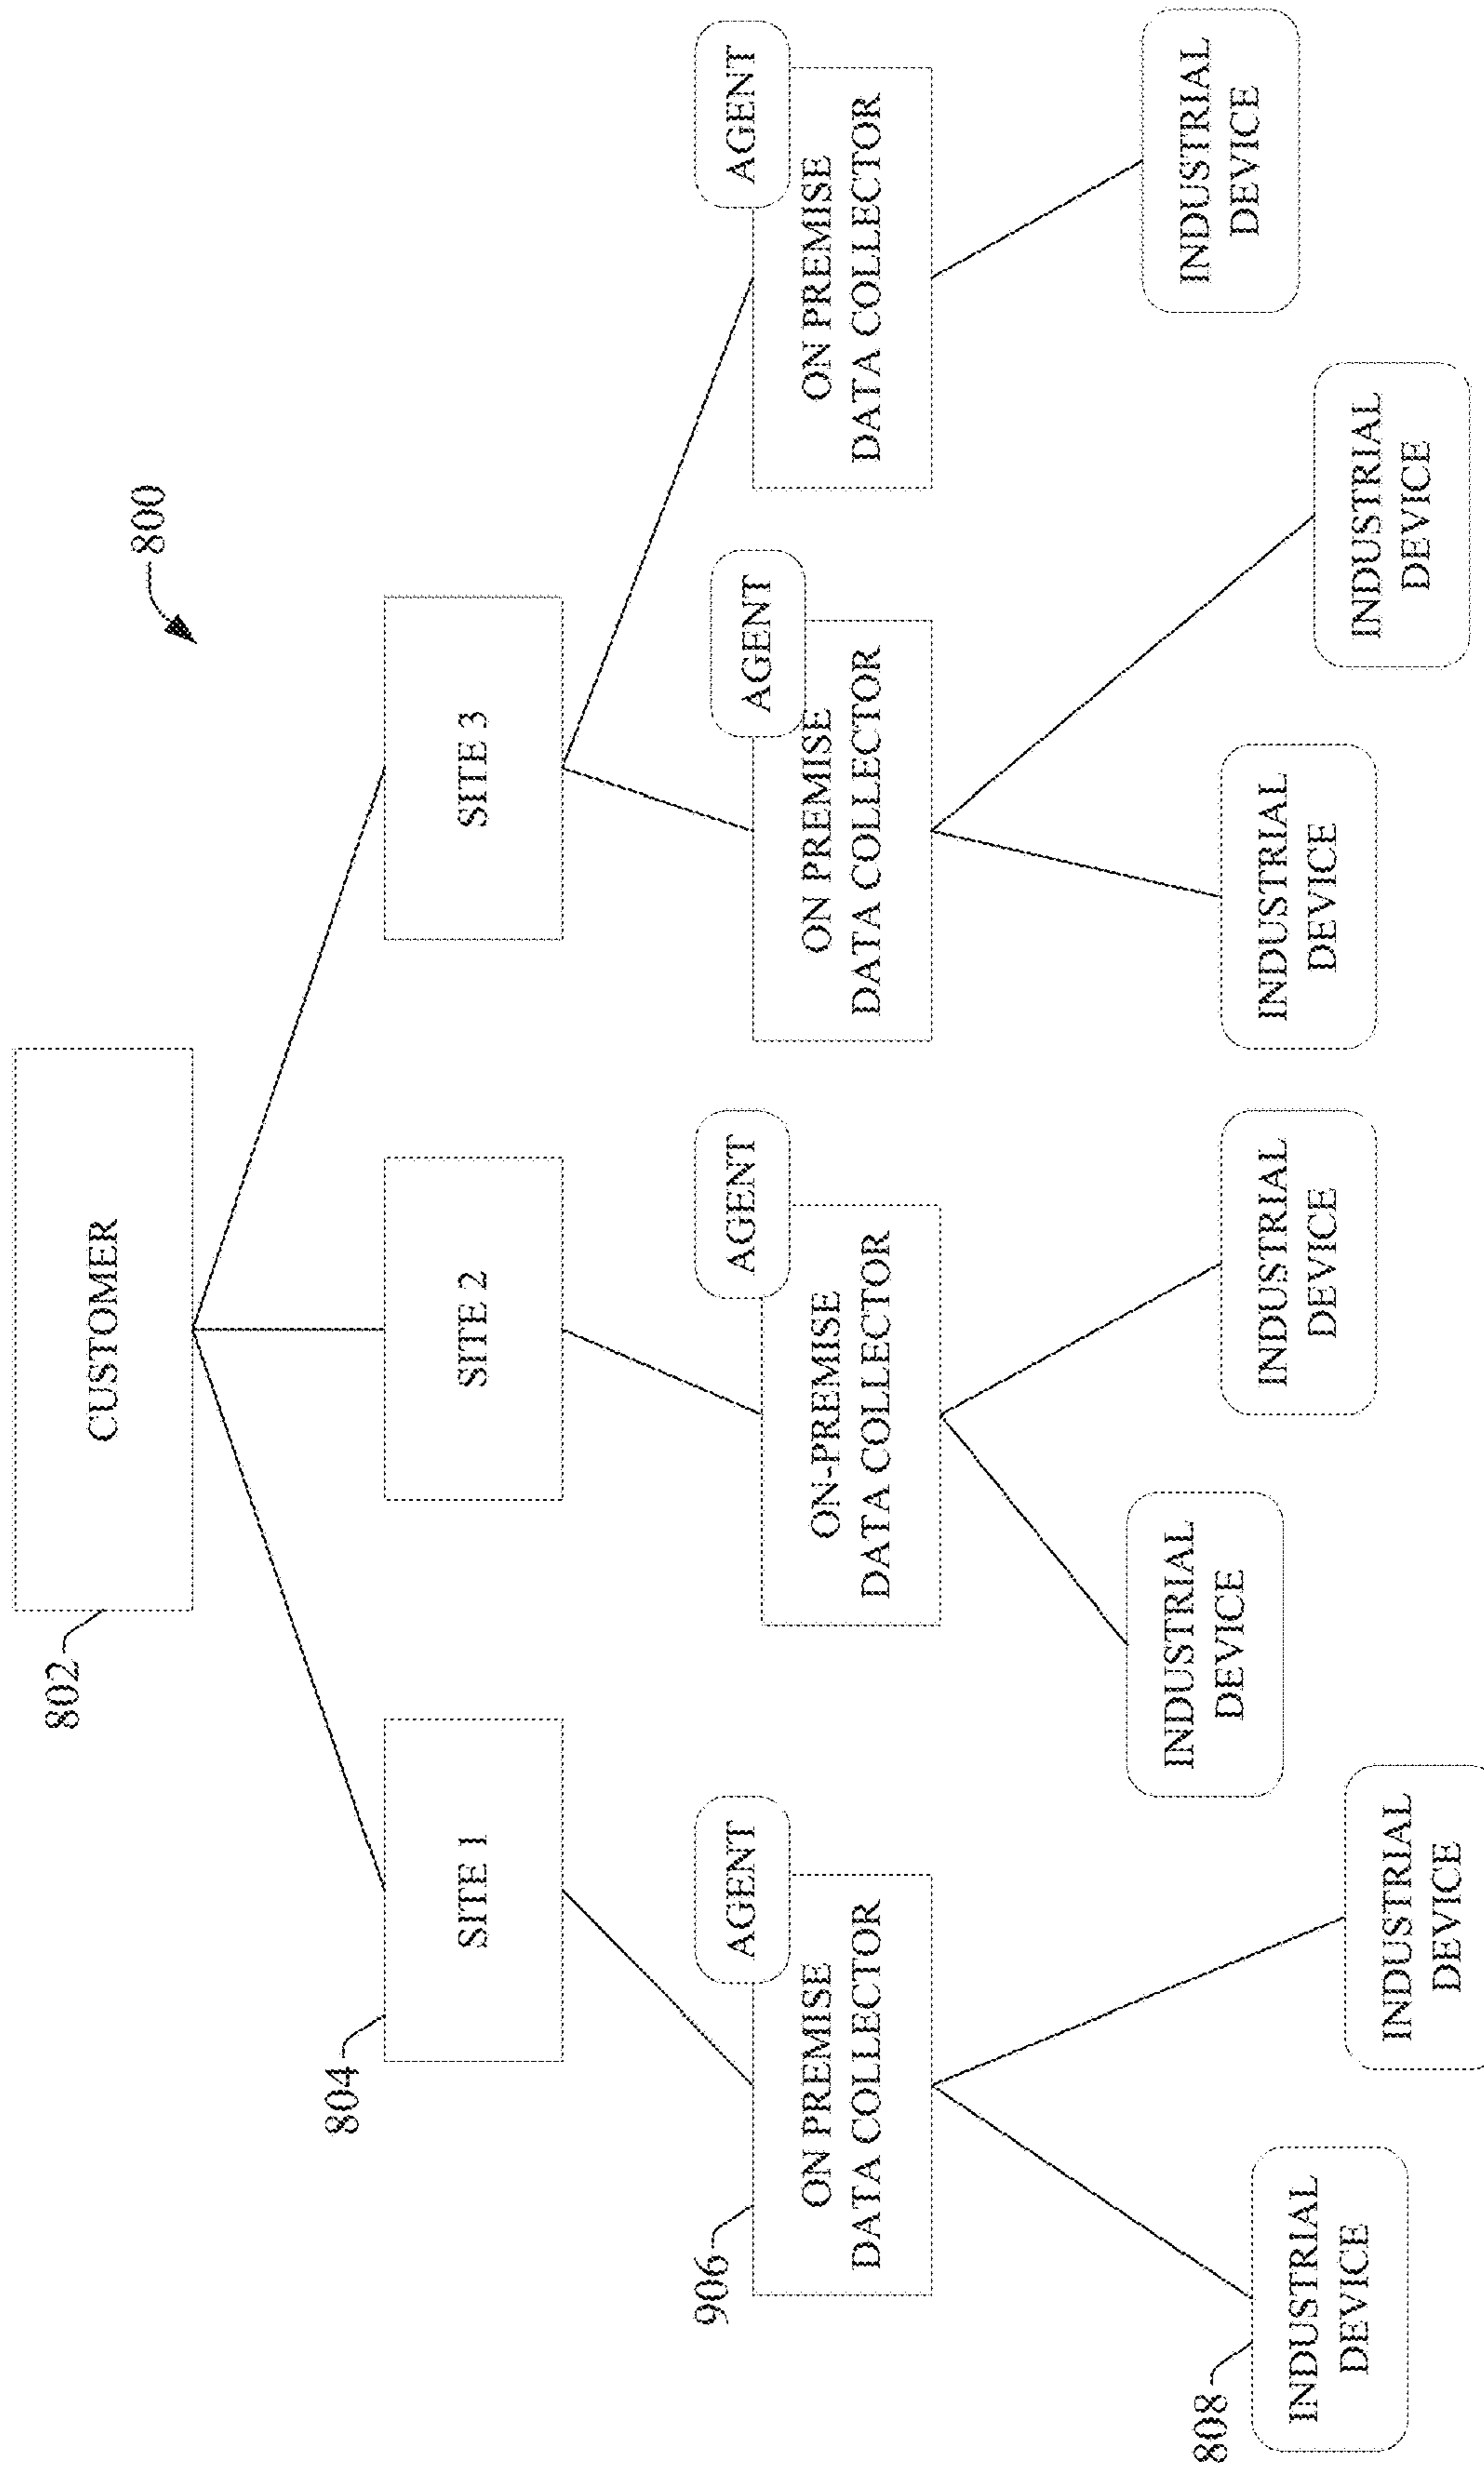 800
802
CUSTOMER
804
SITE 1
SITE 2
SITE 3
906
AGENT
ON PREMISE
DATA COLLECTOR
AGENT
ON-PREMISE
DATA COLLECTOR
AGENT
ON PREMISE
DATA COLLECTOR
AGENT
ON PREMISE
DATA COLLECTOR
808
INDUSTRIAL
DEVICE
INDUSTRIAL
DEVICE
INDUSTRIAL
DEVICE
INDUSTRIAL
DEVICE
INDUSTRIAL
DEVICE
INDUSTRIAL
DEVICE
INDUSTRIAL
DEVICE